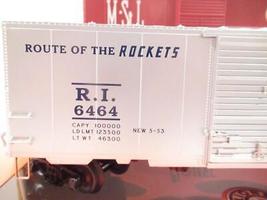 M&L
ROUTE OF THE ROCKETS
R.I.
6464
CAPY 100000
LD LMT 123500 NEW 5-53
LT WT 46300